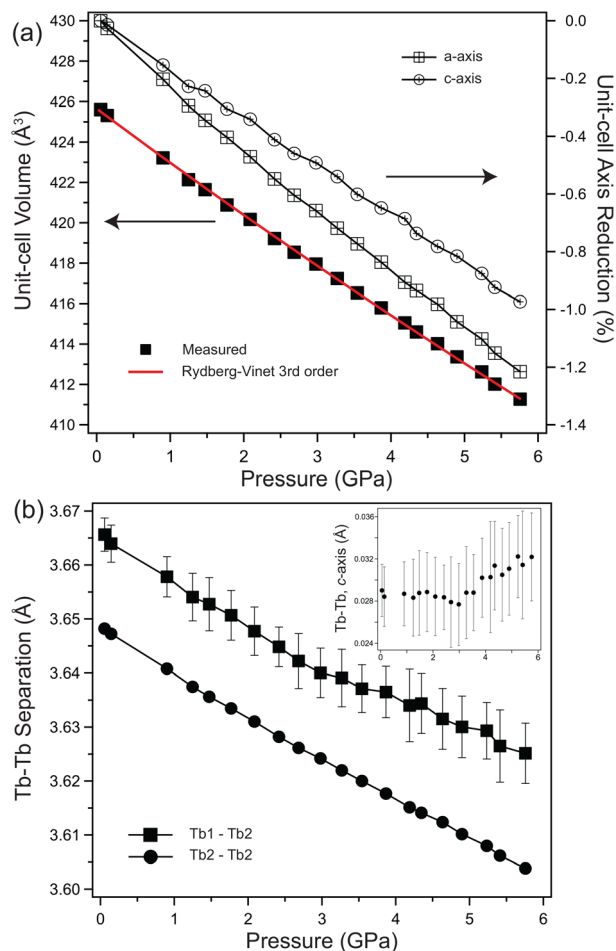 (a)
430
428
426
424
422
420
418
416
414
412
410
Unit-cell Volume (Å³)
0.0
-0.2
-0.4
-0.6
-0.8
-1.0
-1.2
-1.4
Unit-cell Axis Reduction (%)
a-axis
c-axis
Measured
Rydberg-Vinet 3rd order
0 1 2 3 4 5 6
Pressure (GPa)
(b)
3.67
3.66
3.65
3.64
3.63
3.62
3.61
3.60
Tb-Tb Separation (Å)
0.036
0.032
0.028
0.024
Tb-Tb, c-axis (Å)
0 2 4 6 8
Tb1 - Tb2
Tb2 - Tb2
0 1 2 3 4 5 6
Pressure (GPa)